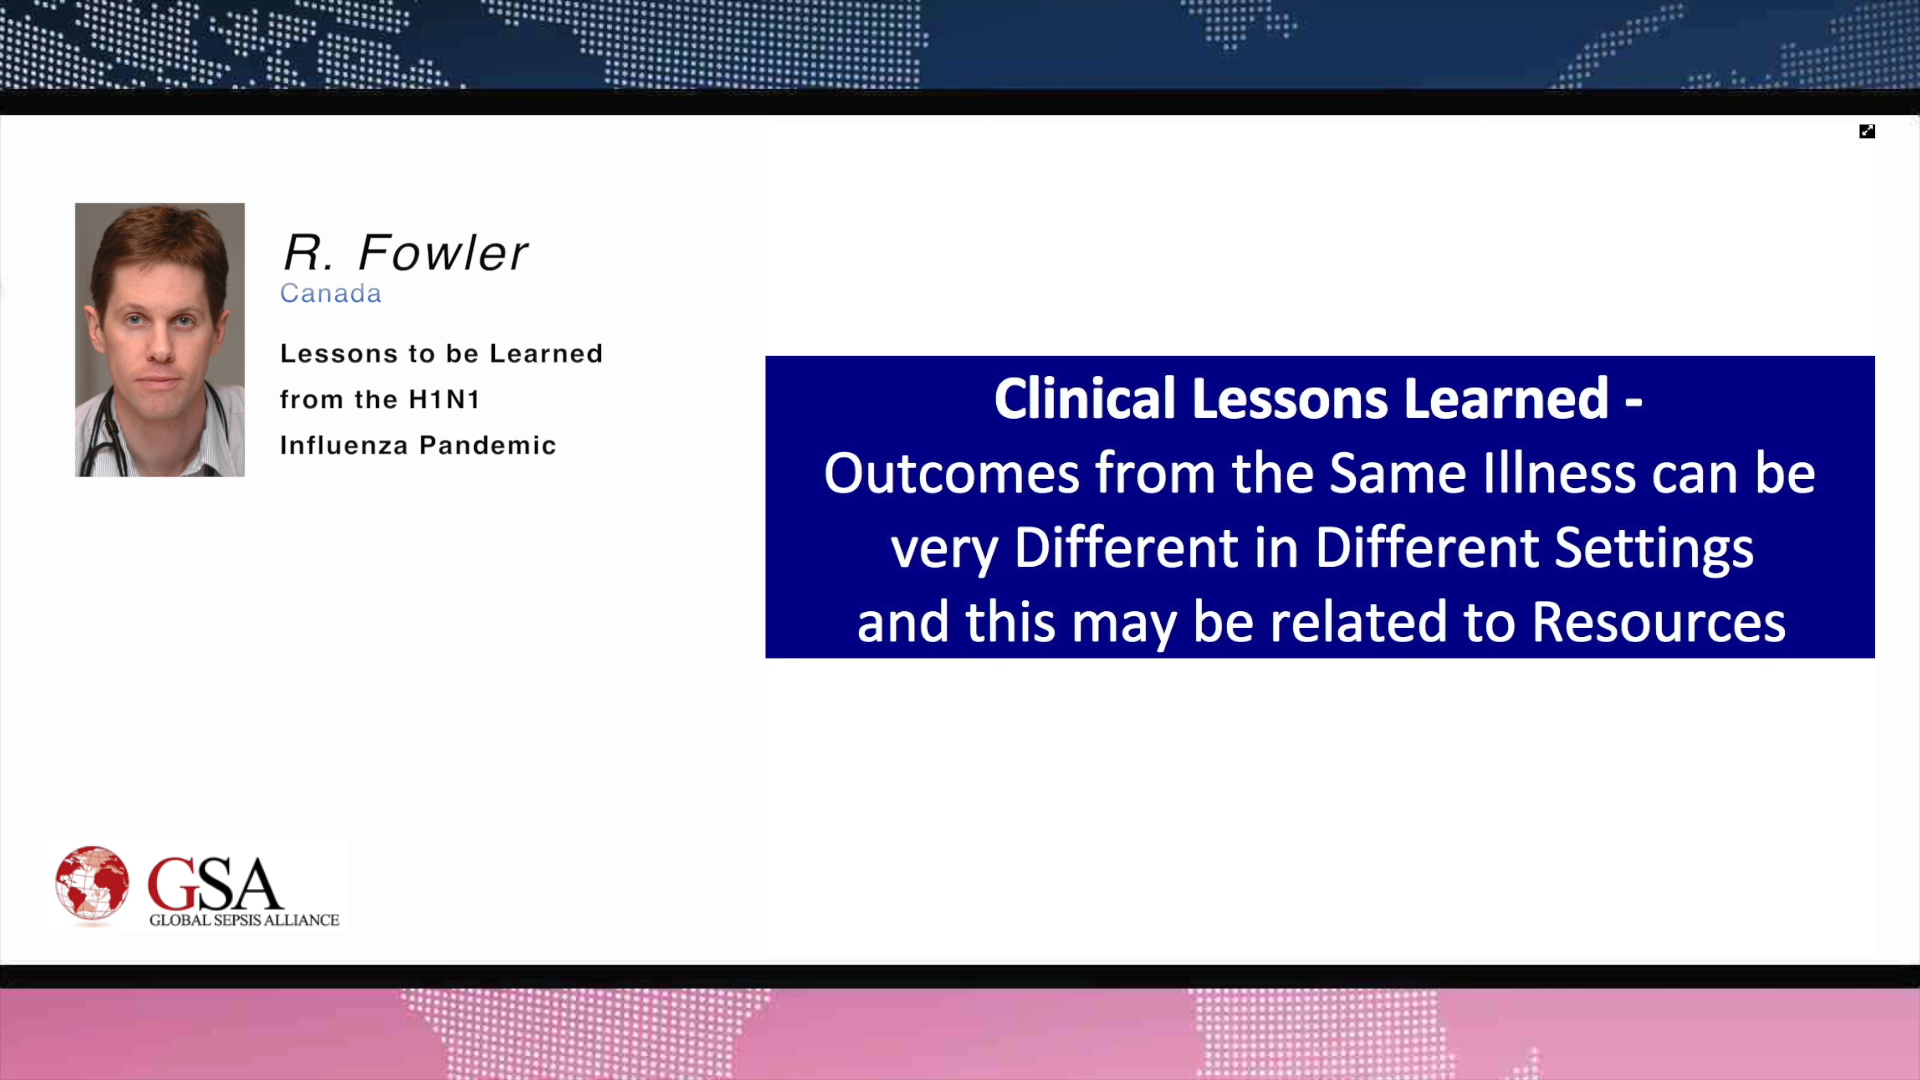 R. Fowler
Canada
Lessons to be Learned
from the H1N1
Influenza Pandemic
Clinical Lessons Learned -
Outcomes from the Same Illness can be
very Different in Different Settings
and this may be related to Resources
GSA
GLOBAL SEPSIS ALLIANCE